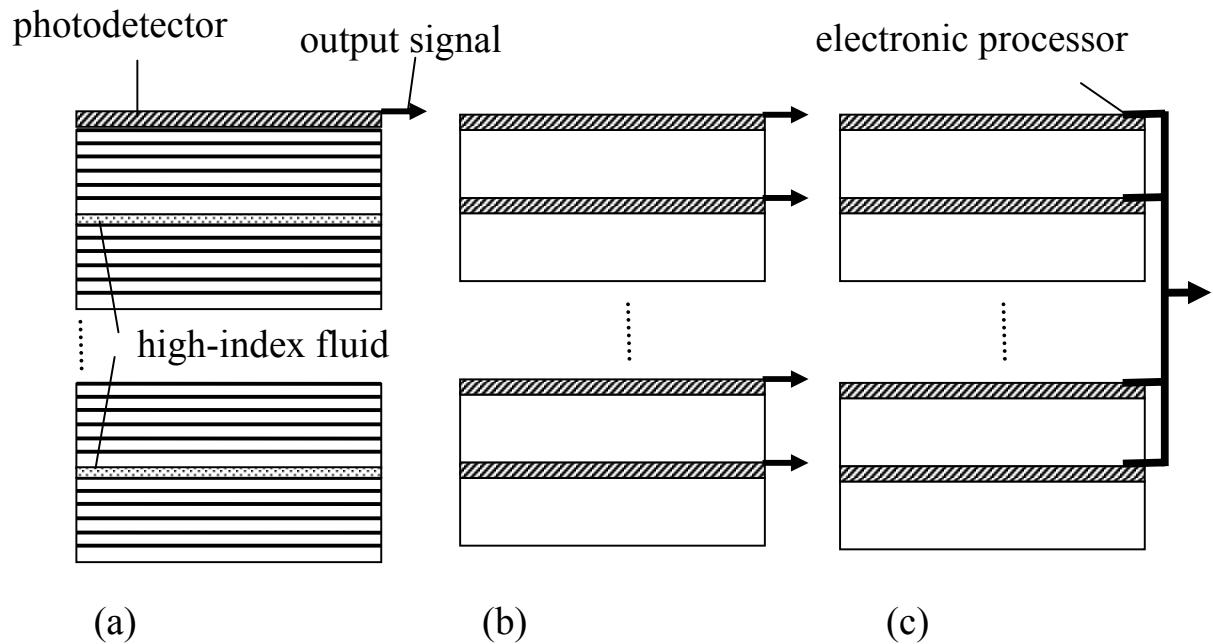 photodetector
output signal
electronic processor
high-index fluid
(a)
(b)
(c)